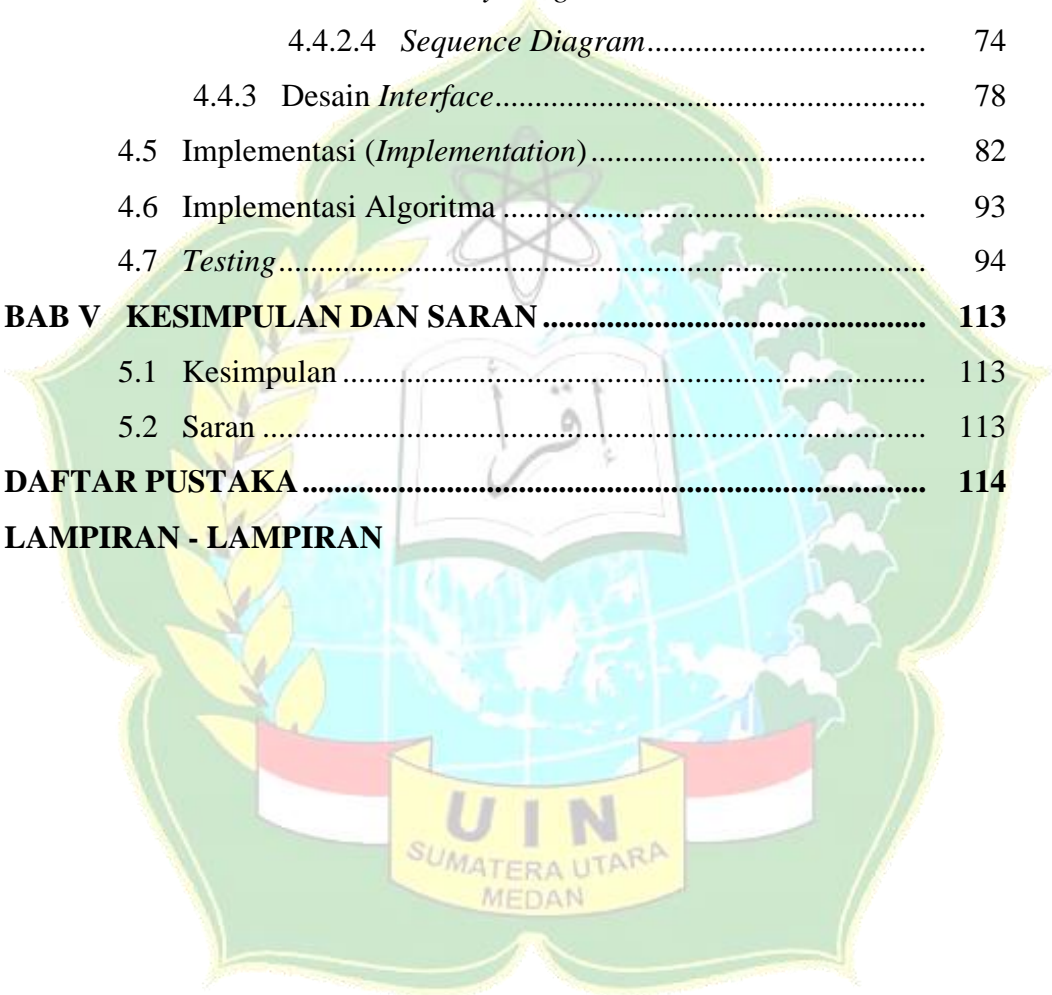 4.4.2.4 Sequence Diagram.................................. 74
4.4.3 Desain Interface...................................................... 78
4.5 Implementasi (Implementation)......................................... 82
4.6 Implementasi Algoritma ..................................................... 93
4.7 Testing................................................................................. 94
BAB V KESIMPULAN DAN SARAN............................................... 113
5.1 Kesimpulan......................................................................... 113
5.2 Saran ................................................................................... 113
DAFTAR PUSTAKA............................................................................. 114
LAMPIRAN - LAMPIRAN
إقرأ
UIN
SUMATERA UTARA
MEDAN